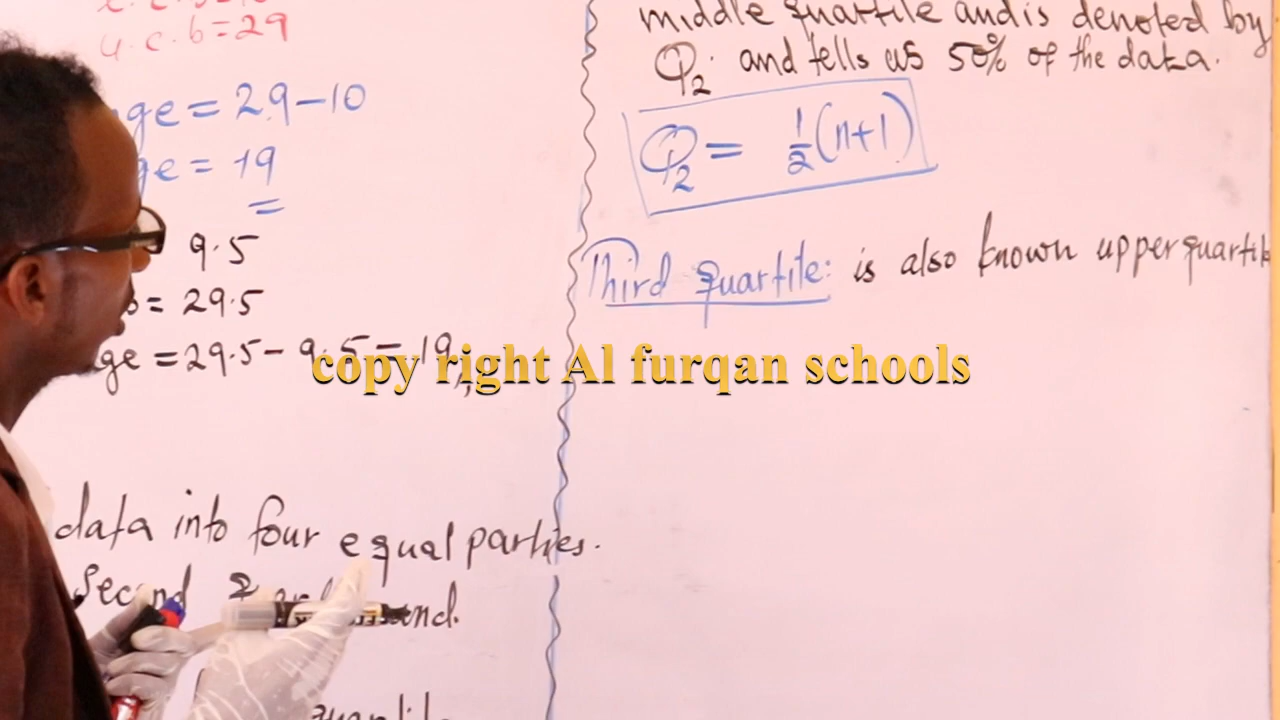 u.c.b=29
ge = 29-10
ge = 19
9.5
= 29.5
ge = 29.5 - 9.5 = 19
data into four equal parties.
Second and.
middle quartile and is denoted by
Q2. and tells us 50% of the data.
Q2 = 1/2(n+1)
Third quartile: is also known upper quartile
copy right Al furqan schools